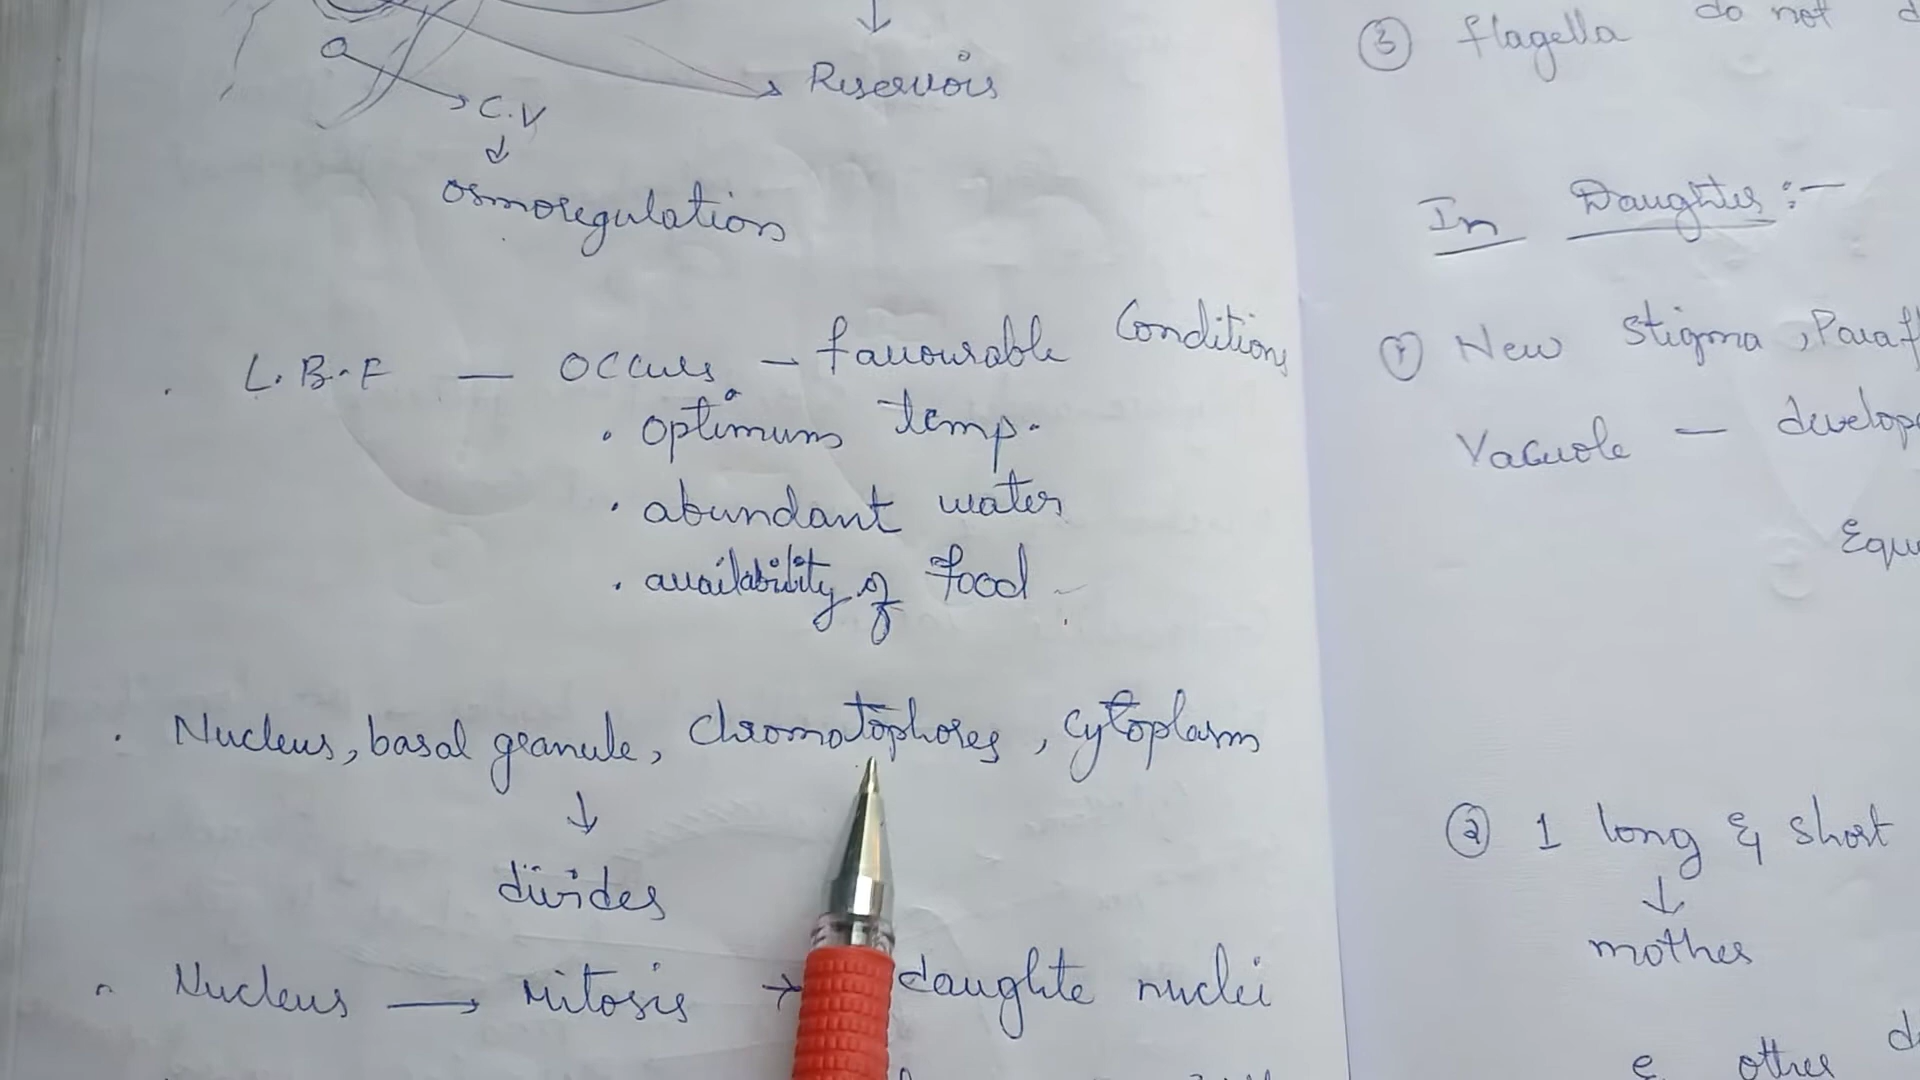 Reservoir
C.V
↓
Osmoregulation
. L.B.F — Occurs — favourable Conditions
. optimum temp.
. abundant water
. availability of food
. Nucleus, basal granule, Chromatophores, Cytoplasm
↓
divides
Nucleus → Mitosis → daughte nuclei
③ flagella do not
In Daughter :-
① New Stigma, Paraf
Vacuole — develop
Equ
② 1 long & short
↓
mother
e other d